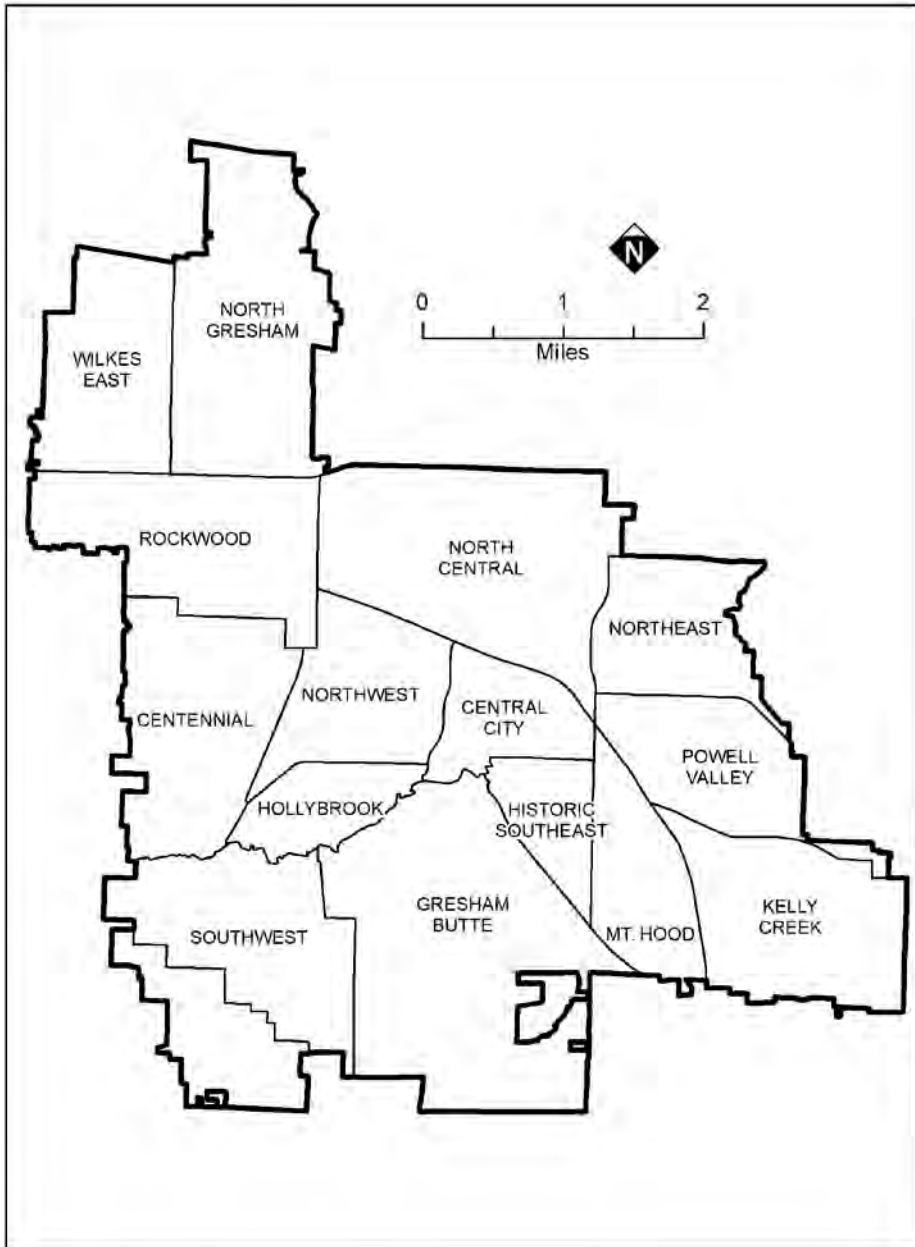 N
0 1 2
Miles
NORTH
GRESHAM
WILKES
EAST
ROCKWOOD
NORTH
CENTRAL
NORTHEAST
NORTHWEST
CENTRAL
CITY
CENTENNIAL
POWELL
VALLEY
HOLLYBROOK
HISTORIC
SOUTHEAST
GRESHAM
BUTTE
KELLY
CREEK
SOUTHWEST
MT. HOOD